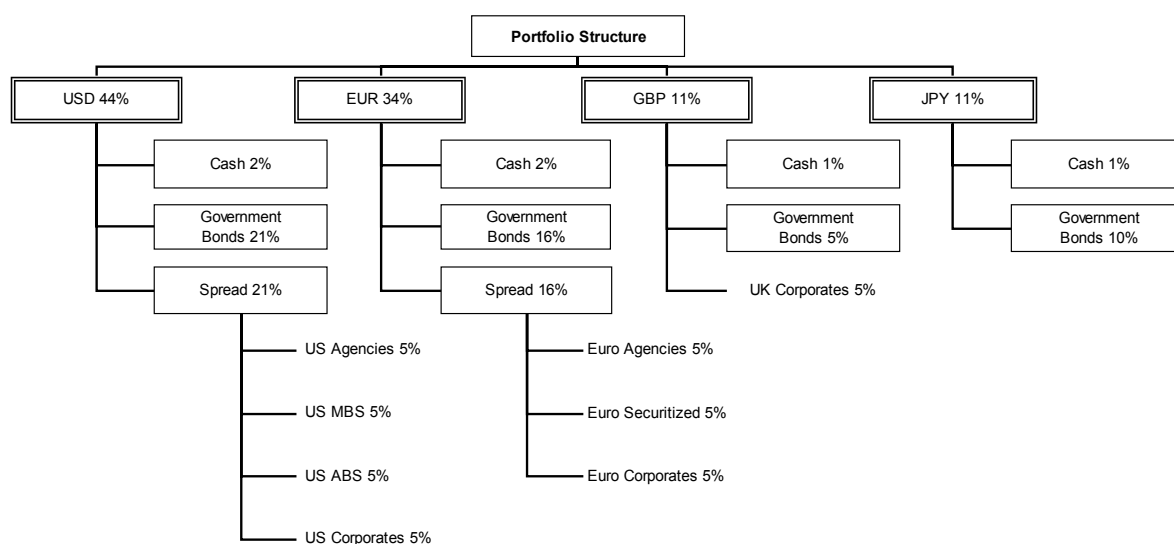 Portfolio Structure
USD 44%
EUR 34%
GBP 11%
JPY 11%
Cash 2%
Cash 2%
Cash 1%
Cash 1%
Government
Bonds 21%
Government
Bonds 16%
Government
Bonds 5%
Government
Bonds 10%
Spread 21%
Spread 16%
UK Corporates 5%
US Agencies 5%
Euro Agencies 5%
US MBS 5%
Euro Securitized 5%
US ABS 5%
Euro Corporates 5%
US Corporates 5%